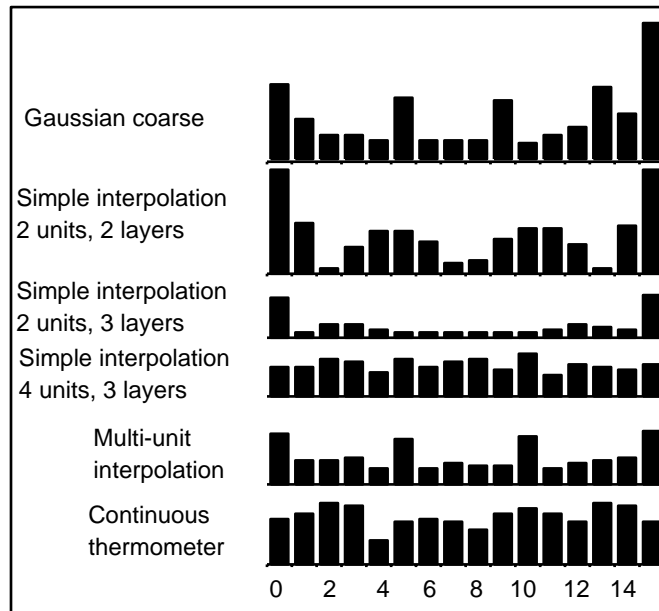 Gaussian coarse
Simple interpolation
2 units, 2 layers
Simple interpolation
2 units, 3 layers
Simple interpolation
4 units, 3 layers
Multi-unit
interpolation
Continuous
thermometer
0 2 4 6 8 10 12 14